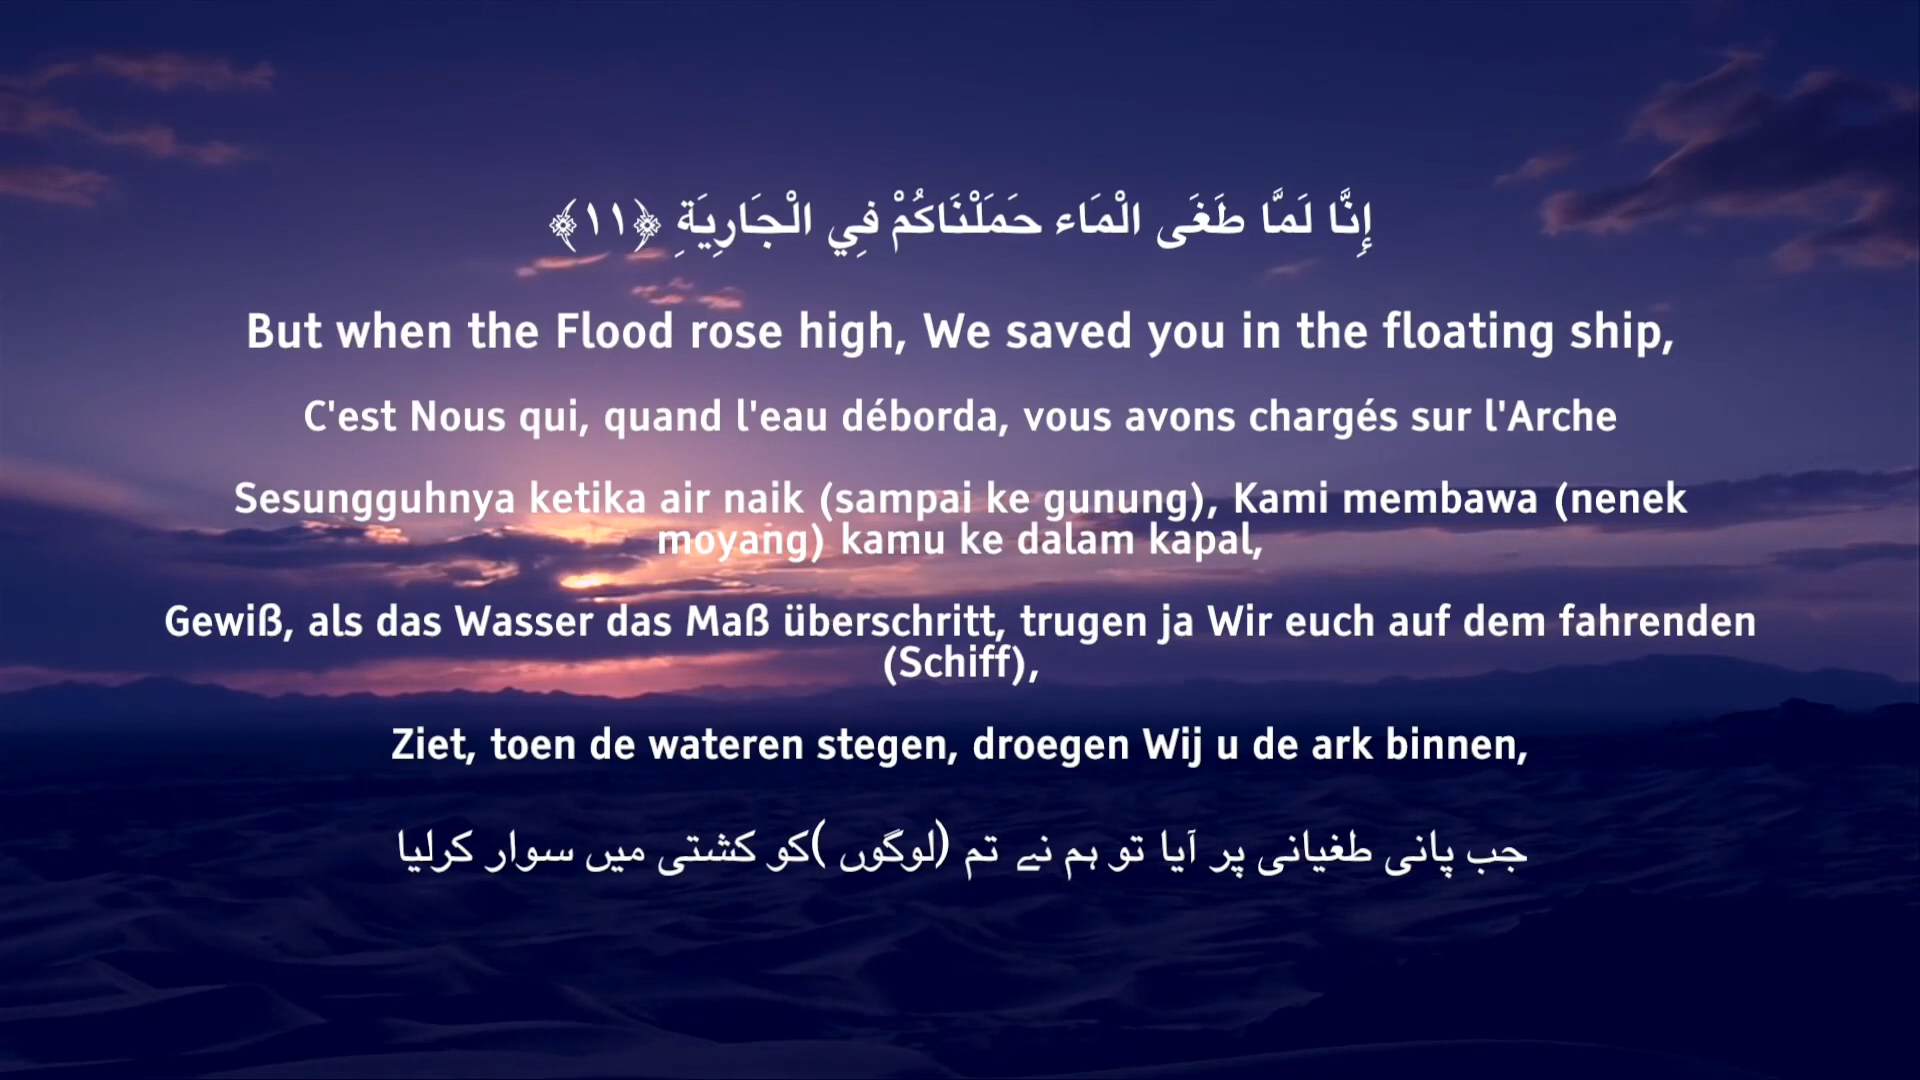 إِنَّا لَمَّا طَغَى الْمَاء حَمَلْنَاكُمْ فِي الْجَارِيَةِ ﴿١١﴾
But when the Flood rose high, We saved you in the floating ship,
C'est Nous qui, quand l'eau déborda, vous avons chargés sur l'Arche
Sesungguhnya ketika air naik (sampai ke gunung), Kami membawa (nenek
moyang) kamu ke dalam kapal,
Gewiß, als das Wasser das Maß überschritt, trugen ja Wir euch auf dem fahrenden
(Schiff),
Ziet, toen de wateren stegen, droegen Wij u de ark binnen,
جب پانی طغیانی پر آیا تو ہم نے تم (لوگوں )کو کشتی میں سوار کرلیا